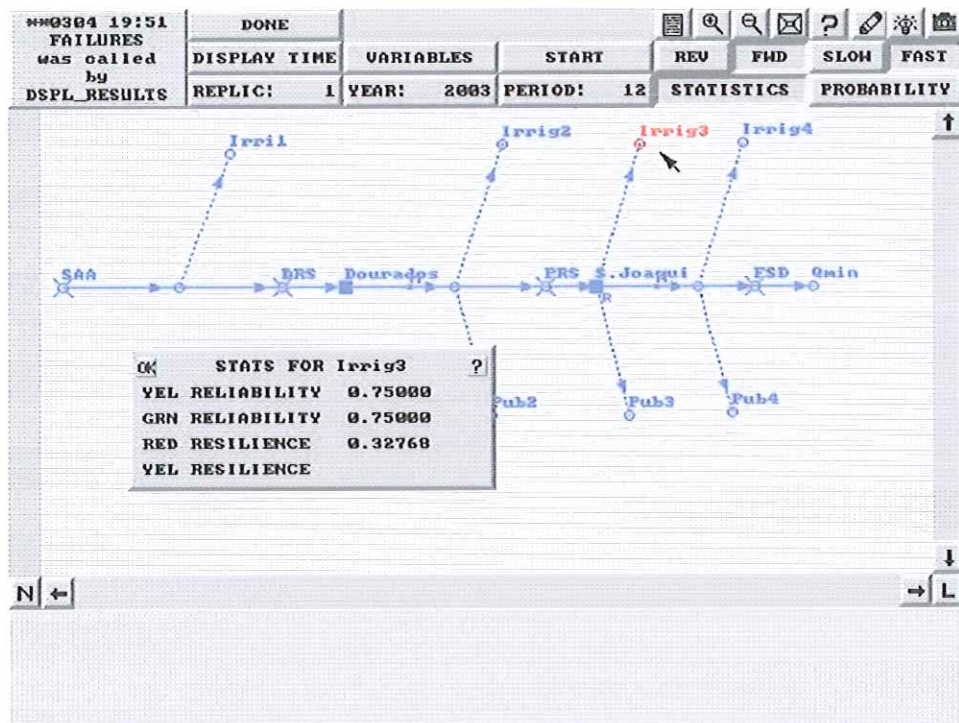 **0304 19:51
FAILURES
was called
by
DSPL_RESULTS
DONE
DISPLAY TIME VARIABLES START REV FWD SLOW FAST
REPLIC: 1 YEAR: 2003 PERIOD: 12 STATISTICS PROBABILITY
Irri1 Irrig2 Irrig3 Irrig4
SAA DRS Dourados PRS S.Joaqui ESD Qmin
R
STATS FOR Irrig3
OK ?
YEL RELIABILITY 0.75000
GRN RELIABILITY 0.75000
RED RESILIENCE 0.32768
YEL RESILIENCE
Pub2 Pub3 Pub4
N L